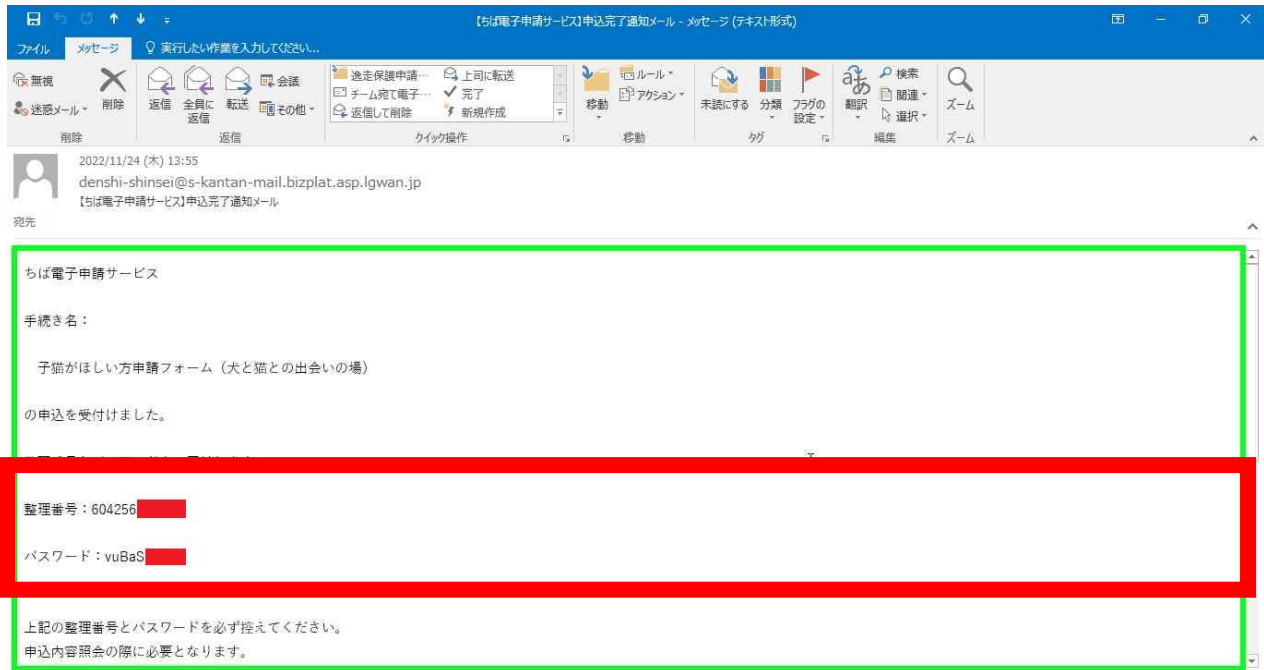 【ちば電子申請サービス】申込完了通知メール - メッセージ (テキスト形式)
ファイル メッセージ 実行したい作業を入力してください...
無視
迷惑メール
削除
返信
全員に返信
転送
会議
その他
逃走保護申請…
チーム宛て電子…
返信して削除
上司に転送
完了
新規作成
移動
ルール
アクション
未読にする
分類
フラグの設定
翻訳
検索
関連
選択
ズーム
削除 返信 クイック操作 移動 タグ 編集 ズーム
2022/11/24 (木) 13:55
denshi-shinsei@s-kantan-mail.bizplat.asp.lgwan.jp
【ちば電子申請サービス】申込完了通知メール
宛先
ちば電子申請サービス
手続き名：
子猫がほしい方申請フォーム（犬と猫との出会いの場）
の申込を受付けました。
整理番号：604256
パスワード：vuBaS
上記の整理番号とパスワードを必ず控えてください。
申込内容照会の際に必要となります。